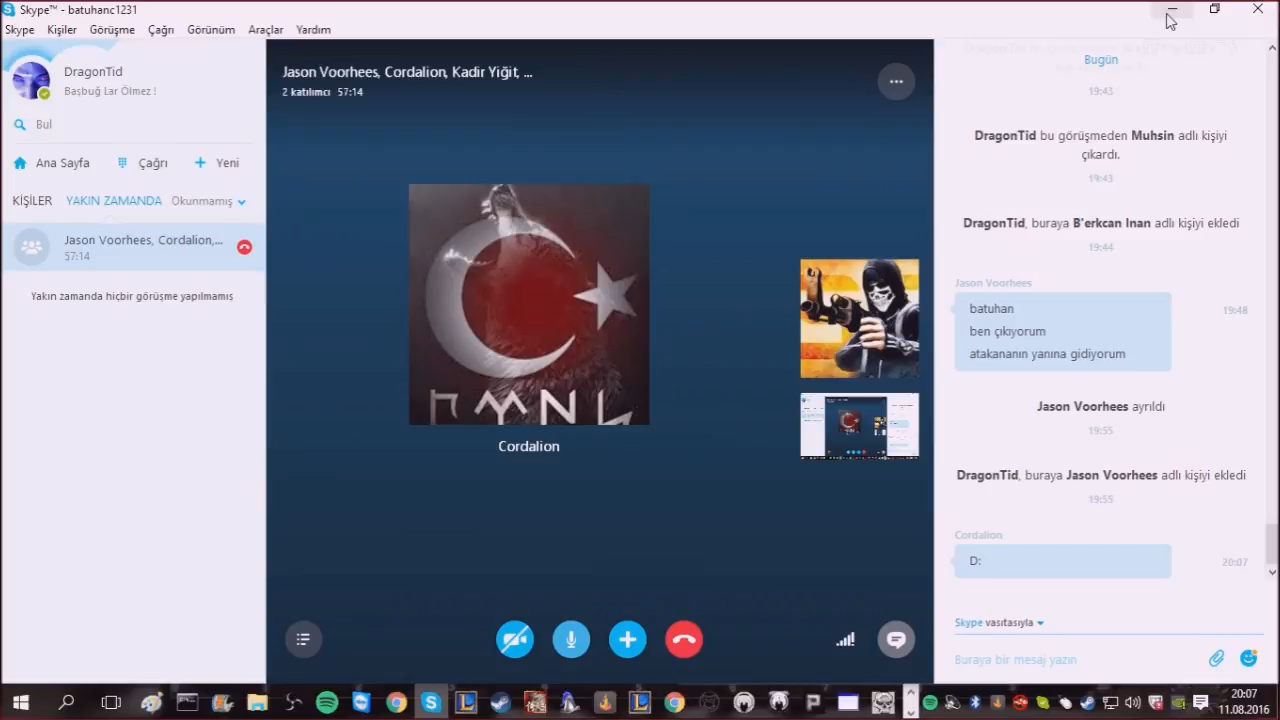 Skype™ - batuhanc1231
Skype Kişiler Görüşme Çağrı Görünüm Araçlar Yardım
DragonTid
Başbuğ Lar Ölmez !
Bul
Ana Sayfa Çağrı Yeni
KİŞİLER YAKIN ZAMANDA Okunmamış
Jason Voorhees, Cordalion,...
57:14
Yakın zamanda hiçbir görüşme yapılmamış
Jason Voorhees, Cordalion, Kadir Yiğit, ...
2 katılımcı 57:14
Cordalion
Bugün
19:43
DragonTid bu görüşmeden Muhsin adlı kişiyi
çıkardı.
19:43
DragonTid, buraya B'erkcan Inan adlı kişiyi ekledi
19:44
Jason Voorhees
batuhan
19:48
ben çıkıyorum
atakananın yanına gidiyorum
Jason Voorhees ayrıldı
19:55
DragonTid, buraya Jason Voorhees adlı kişiyi ekledi
19:55
Cordalion
D:
20:07
Skype vasıtasıyla
Buraya bir mesaj yazın
20:07
11.08.2016